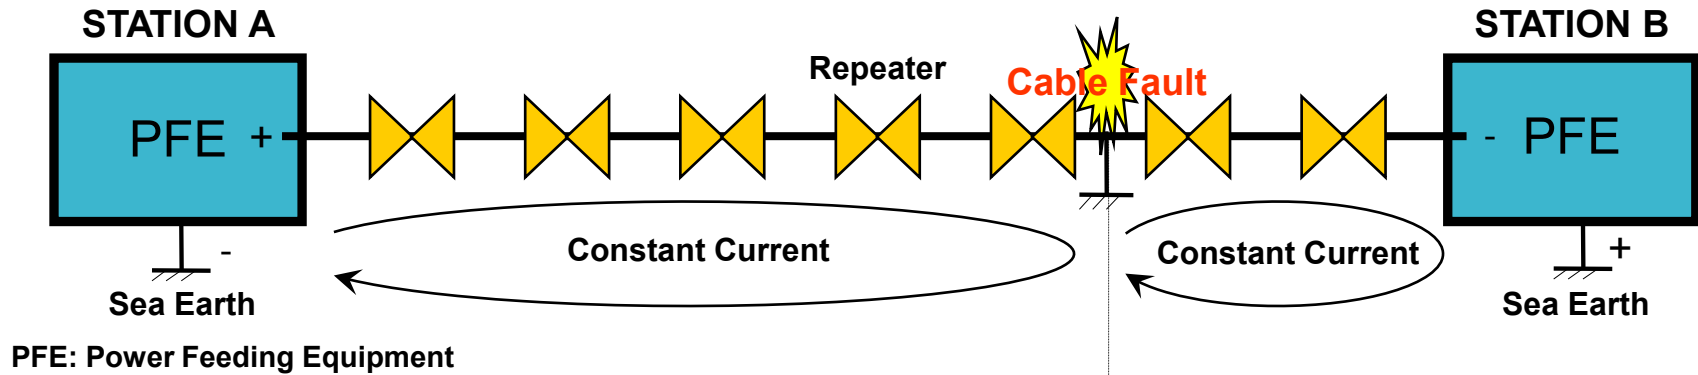 STATION A
STATION B
Repeater
Cable Fault
PFE +
- PFE
Constant Current
Constant Current
-
+
Sea Earth
Sea Earth
PFE: Power Feeding Equipment